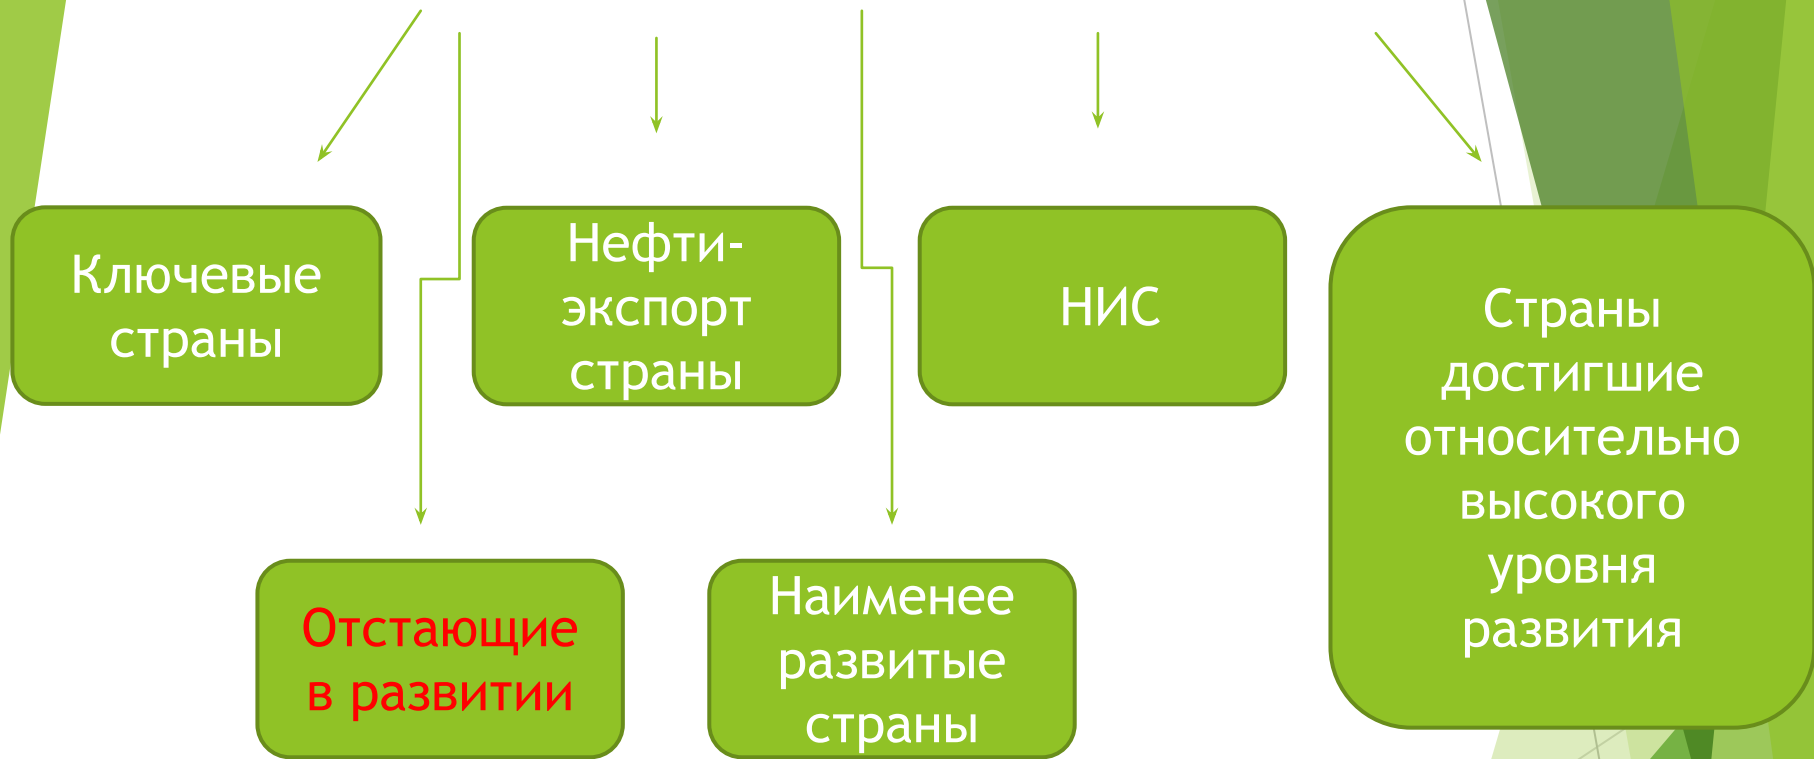 Ключевые
страны
Нефти-
экспорт
страны
НИС
Страны
достигшие
относительно
высокого
уровня
развития
Отстающие
в развитии
Наименее
развитые
страны